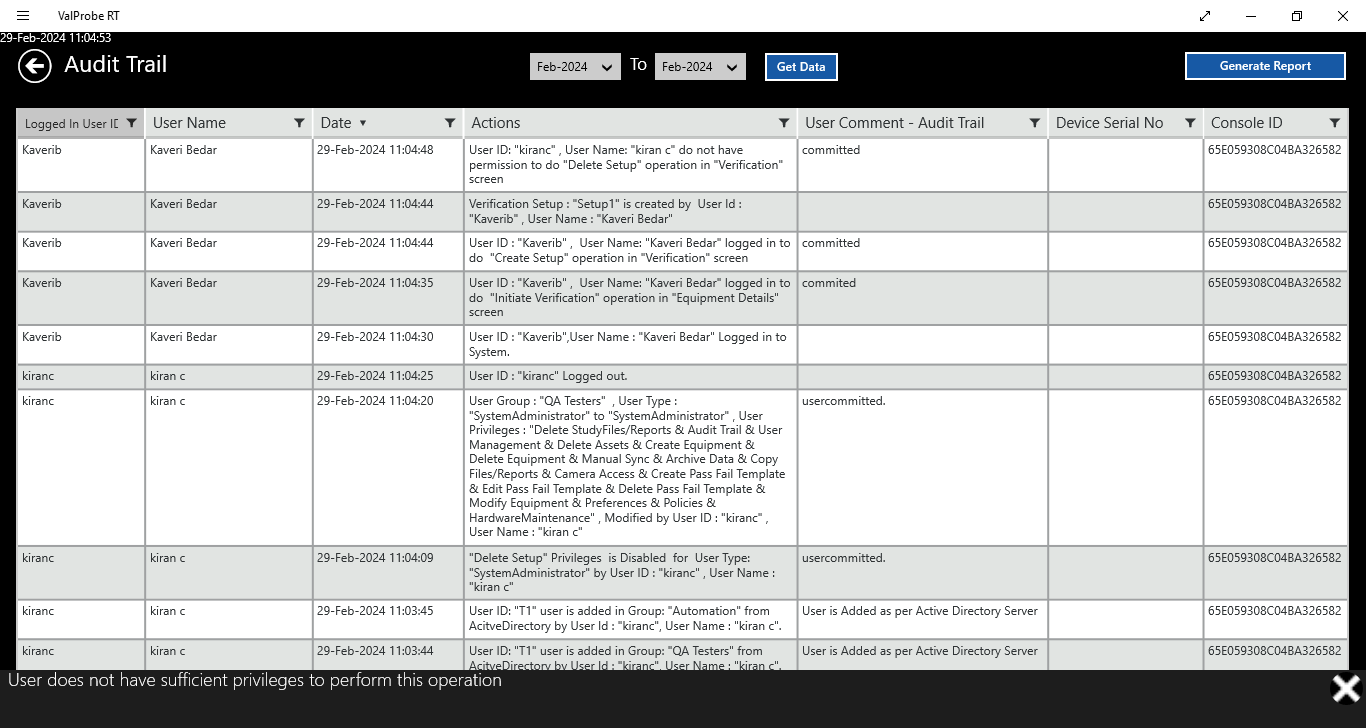 ValProbe RT
29-Feb-2024 11:04:53
Audit Trail
Feb-2024
To
Feb-2024
Get Data
Generate Report
Logged In User ID
User Name
Date
Actions
User Comment - Audit Trail
Device Serial No
Console ID
Kaverib
Kaveri Bedar
29-Feb-2024 11:04:48
User ID: "kiranc" , User Name: "kiran c" do not have
permission to do "Delete Setup" operation in "Verification"
screen
committed
65E059308C04BA326582
Kaverib
Kaveri Bedar
29-Feb-2024 11:04:44
Verification Setup : "Setup1" is created by  User Id :
"Kaverib" , User Name : "Kaveri Bedar"
65E059308C04BA326582
Kaverib
Kaveri Bedar
29-Feb-2024 11:04:44
User ID : "Kaverib" ,  User Name: "Kaveri Bedar" logged in to
do  "Create Setup" operation in "Verification" screen
committed
65E059308C04BA326582
Kaverib
Kaveri Bedar
29-Feb-2024 11:04:35
User ID : "Kaverib" ,  User Name: "Kaveri Bedar" logged in to
do  "Initiate Verification" operation in "Equipment Details"
screen
commited
65E059308C04BA326582
Kaverib
Kaveri Bedar
29-Feb-2024 11:04:30
User ID : "Kaverib",User Name : "Kaveri Bedar" Logged in to
System.
65E059308C04BA326582
kiranc
kiran c
29-Feb-2024 11:04:25
User ID : "kiranc" Logged out.
65E059308C04BA326582
kiranc
kiran c
29-Feb-2024 11:04:20
User Group : "QA Testers"  , User Type :
"SystemAdministrator" to "SystemAdministrator" , User
Privileges : "Delete StudyFiles/Reports & Audit Trail & User
Management & Delete Assets & Create Equipment &
Delete Equipment & Manual Sync & Archive Data & Copy
Files/Reports & Camera Access & Create Pass Fail Template
& Edit Pass Fail Template & Delete Pass Fail Template &
Modify Equipment & Preferences & Policies &
HardwareMaintenance" , Modified by User ID : "kiranc" ,
User Name : "kiran c"
usercommitted.
65E059308C04BA326582
kiranc
kiran c
29-Feb-2024 11:04:09
"Delete Setup" Privileges  is Disabled  for  User Type:
"SystemAdministrator" by User ID : "kiranc" , User Name :
"kiran c"
usercommitted.
65E059308C04BA326582
kiranc
kiran c
29-Feb-2024 11:03:45
User ID: "T1" user is added in Group: "Automation" from
AcitveDirectory by User Id : "kiranc", User Name : "kiran c".
User is Added as per Active Directory Server
65E059308C04BA326582
kiranc
kiran c
29-Feb-2024 11:03:44
User ID: "T1" user is added in Group: "QA Testers" from
AcitveDirectory by User Id : "kiranc", User Name : "kiran c".
User is Added as per Active Directory Server
65E059308C04BA326582
User does not have sufficient privileges to perform this operation